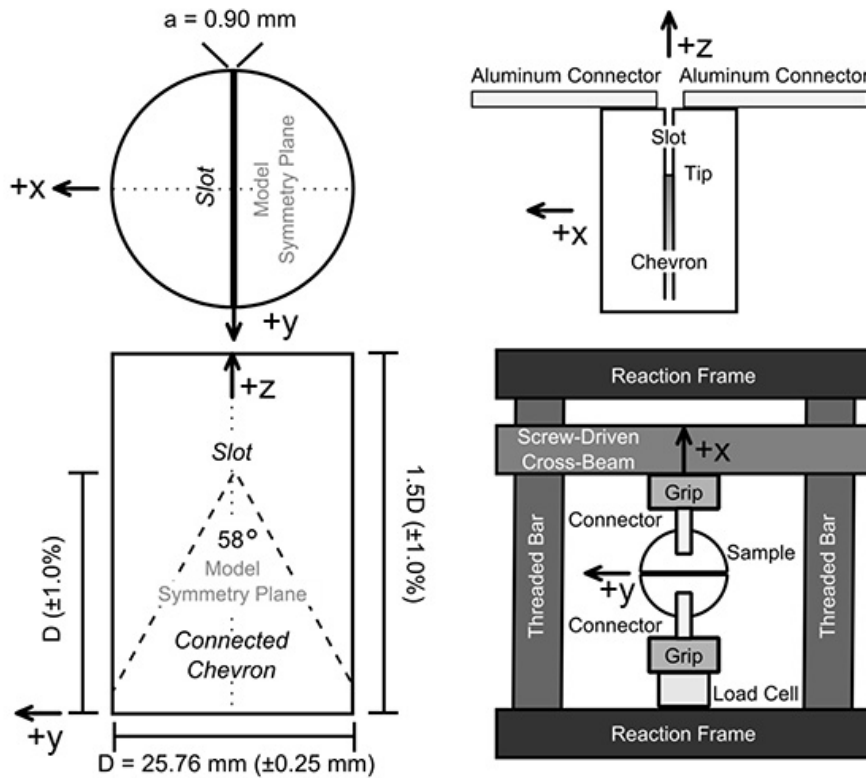 a = 0.90 mm
+x
Slot
Model
Symmetry Plane
+y
+z
Slot
58°
Model
Symmetry Plane
Connected
Chevron
D (±1.0%)
1.5D (±1.0%)
+y
D = 25.76 mm (±0.25 mm)
+z
Aluminum Connector
Aluminum Connector
Slot
Tip
+x
Chevron
Reaction Frame
Screw-Driven
Cross-Beam
+x
Grip
Connector
Sample
+y
Connector
Grip
Load Cell
Threaded Bar
Threaded Bar
Reaction Frame